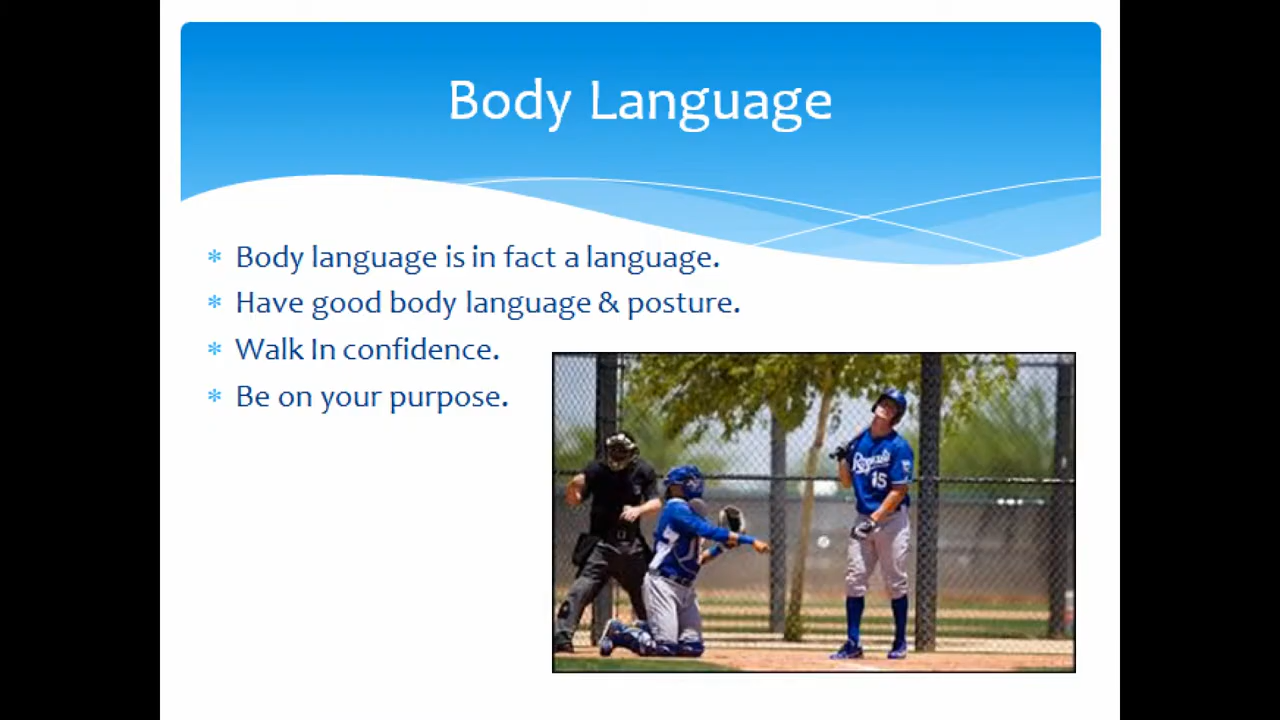 Body Language
* Body language is in fact a language.
* Have good body language & posture.
* Walk In confidence.
* Be on your purpose.
Royals
15